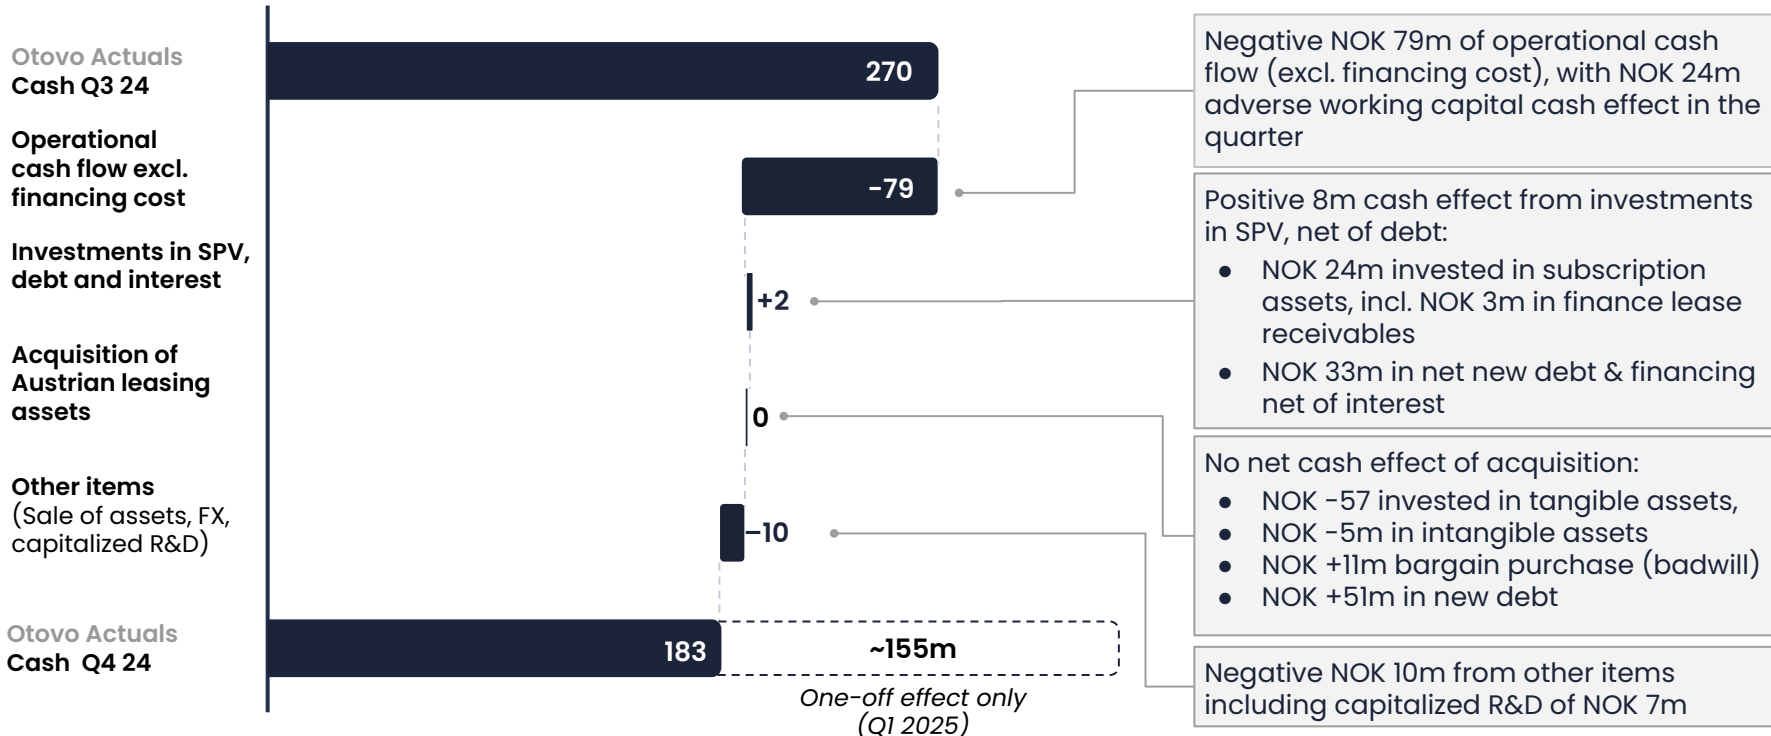 Otovo Actuals
Cash Q3 24
270
Operational
cash flow excl.
financing cost
-79
Investments in SPV,
debt and interest
+2
Acquisition of
Austrian leasing
assets
0
Other items
(Sale of assets, FX,
capitalized R&D)
-10
Otovo Actuals
Cash Q4 24
183
~155m
One-off effect only
(Q1 2025)
Negative NOK 79m of operational cash
flow (excl. financing cost), with NOK 24m
adverse working capital cash effect in the
quarter
Positive 8m cash effect from investments
in SPV, net of debt:
● NOK 24m invested in subscription
assets, incl. NOK 3m in finance lease
receivables
● NOK 33m in net new debt & financing
net of interest
No net cash effect of acquisition:
● NOK -57 invested in tangible assets,
● NOK -5m in intangible assets
● NOK +11m bargain purchase (badwill)
● NOK +51m in new debt
Negative NOK 10m from other items
including capitalized R&D of NOK 7m